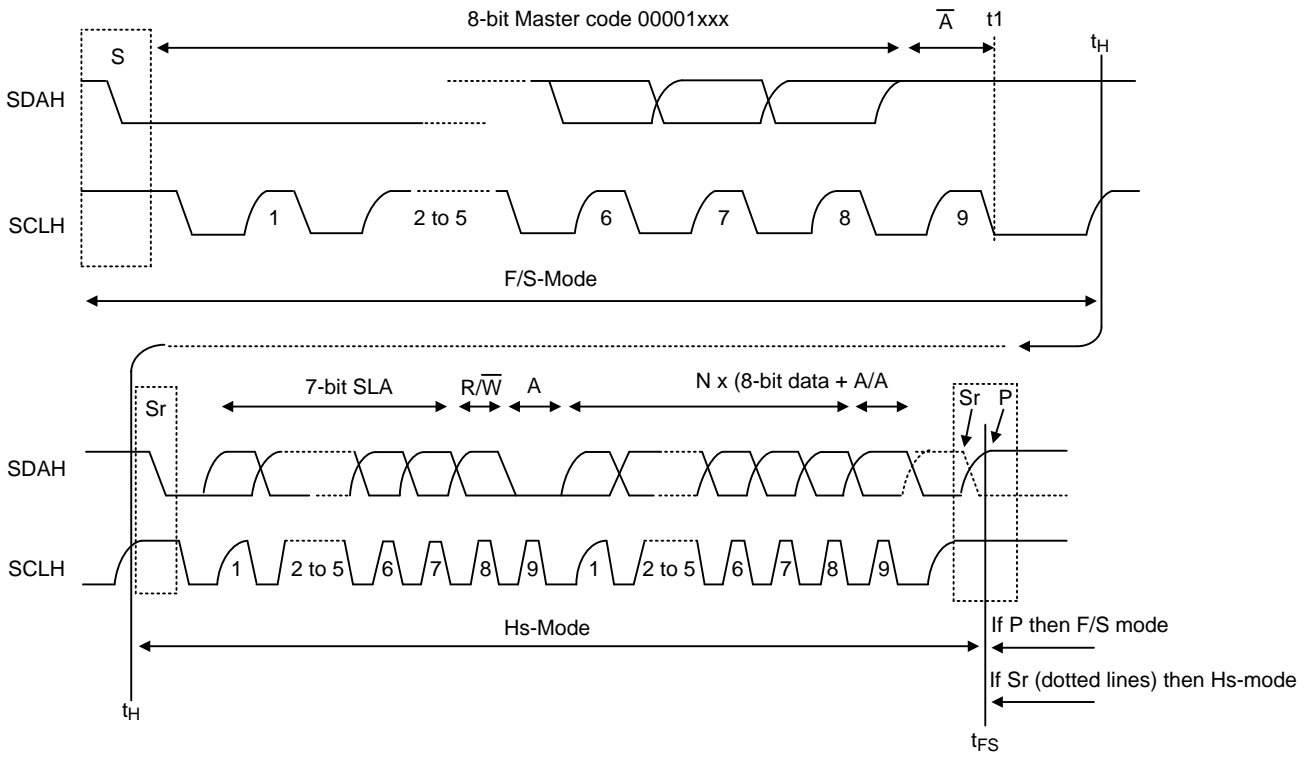 8-bit Master code 00001xxx
A̅
t1
S
tH
SDAH
SCLH
1
2 to 5
6
7
8
9
F/S-Mode
7-bit SLA
R/W̅
A
N x (8-bit data + A/A
Sr
Sr
P
SDAH
SCLH
1
2 to 5
6
7
8
9
1
2 to 5
6
7
8
9
Hs-Mode
If P then F/S mode
If Sr (dotted lines) then Hs-mode
tH
tFS